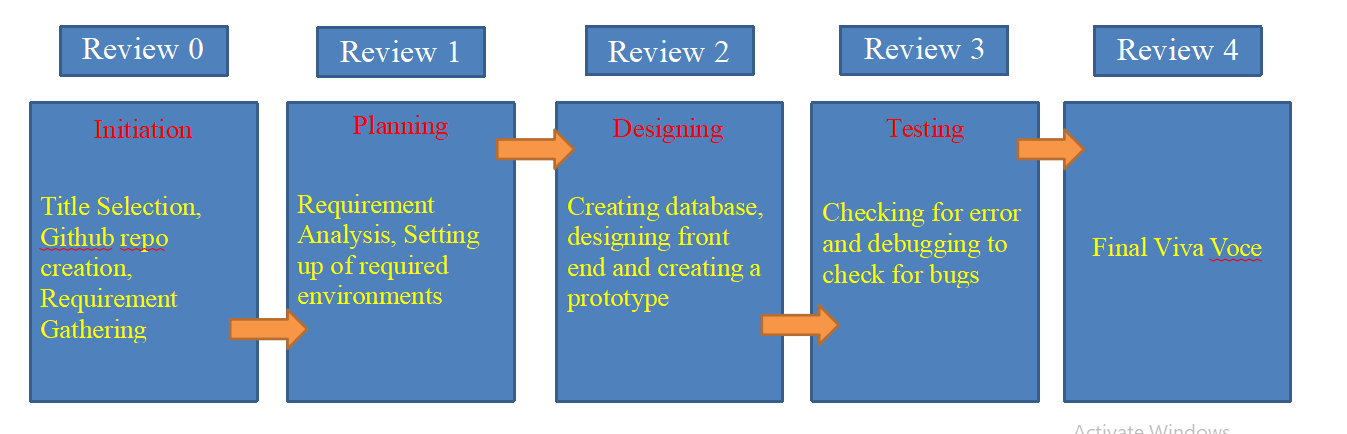 Review 0
Review 1
Review 2
Review 3
Review 4
Initiation
Title Selection,
Github repo
creation,
Requirement
Gathering
Planning
Requirement
Analysis, Setting
up of required
environments
Designing
Creating database,
designing front
end and creating a
prototype
Testing
Checking for error
and debugging to
check for bugs
Final Viva Voce
Activate Windows